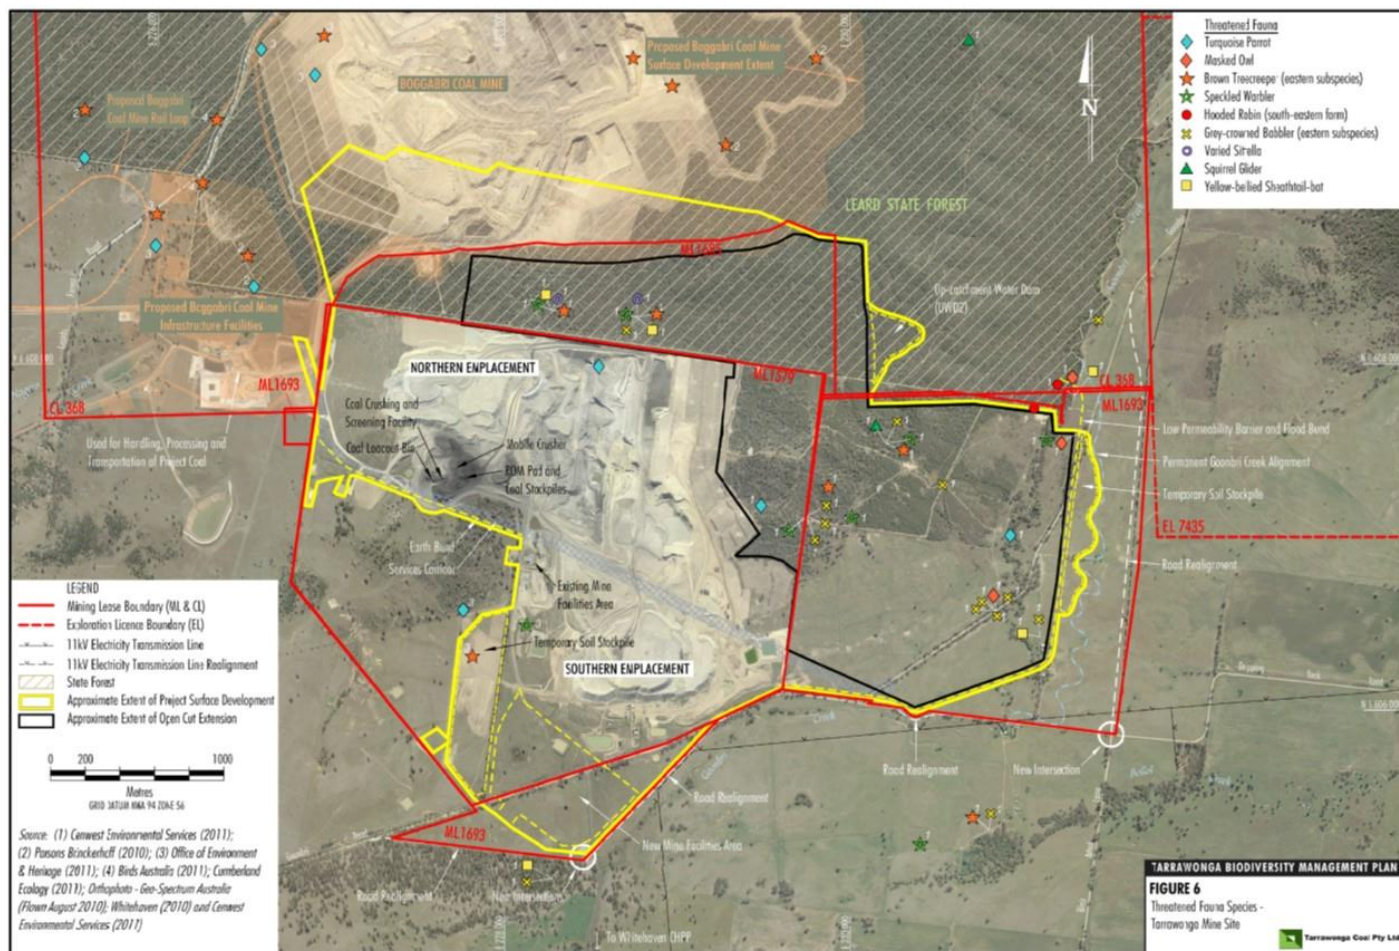 Threatened Fauna
Turquoise Parrot
Masked Owl
Brown Treecreeper (eastern subspecies)
Speckled Warbler
Hooded Robin (south-eastern form)
Grey-crowned Babbler (eastern subspecies)
Varied Sittella
Squirrel Glider
Yellow-bellied Sheathtail-bat
N
BOGGABRI COAL MINE
Proposed Boggabri Coal Mine
Surface Development Extent
Proposed Boggabri
Coal Mine Rail Loop
LEARD STATE FOREST
Proposed Boggabri Coal Mine
Infrastructure Facilities
Up-catchment Water Dam
(UWD2)
NORTHERN EMPLACEMENT
ML1579
ML1693
CL 368
CL 368
ML1693
Coal Crushing and
Screening Facility
Coal Loadout Bin
Mobile Crusher
ROM Pad and
Coal Stockpiles
Used for Handling, Processing and
Transportation of Project Coal
Low Permeability Barrier and Flood Bund
Permanent Goonbri Creek Alignment
Temporary Soil Stockpile
EL 7435
Road Realignment
Earth Bund
Services Corridor
Existing Mine
Facilities Area
Temporary Soil Stockpile
SOUTHERN EMPLACEMENT
Road Realignment
New Intersection
Road Realignment
New Mine Facilities Area
ML1693
Road Realignment
New Intersections
To Whitehaven CHPP
LEGEND
Mining Lease Boundary (ML & CL)
Exploration Licence Boundary (EL)
11kV Electricity Transmission Line
11kV Electricity Transmission Line Realignment
State Forest
Approximate Extent of Project Surface Development
Approximate Extent of Open Cut Extension
0 200 1000
Metres
GRID DATUM MGA 94 ZONE 56
Source: (1) Cenwest Environmental Services (2011);
(2) Parsons Brinckerhoff (2010); (3) Office of Environment
& Heritage (2011); (4) Birds Australia (2011); Cumberland
Ecology (2011); Orthophoto - Geo-Spectrum Australia
(Flown August 2010); Whitehaven (2010) and Cenwest
Environmental Services (2011)
TARRAWONGA BIODIVERSITY MANAGEMENT PLAN
FIGURE 6
Threatened Fauna Species -
Tarrawonga Mine Site
Tarrawonga Coal Pty Ltd